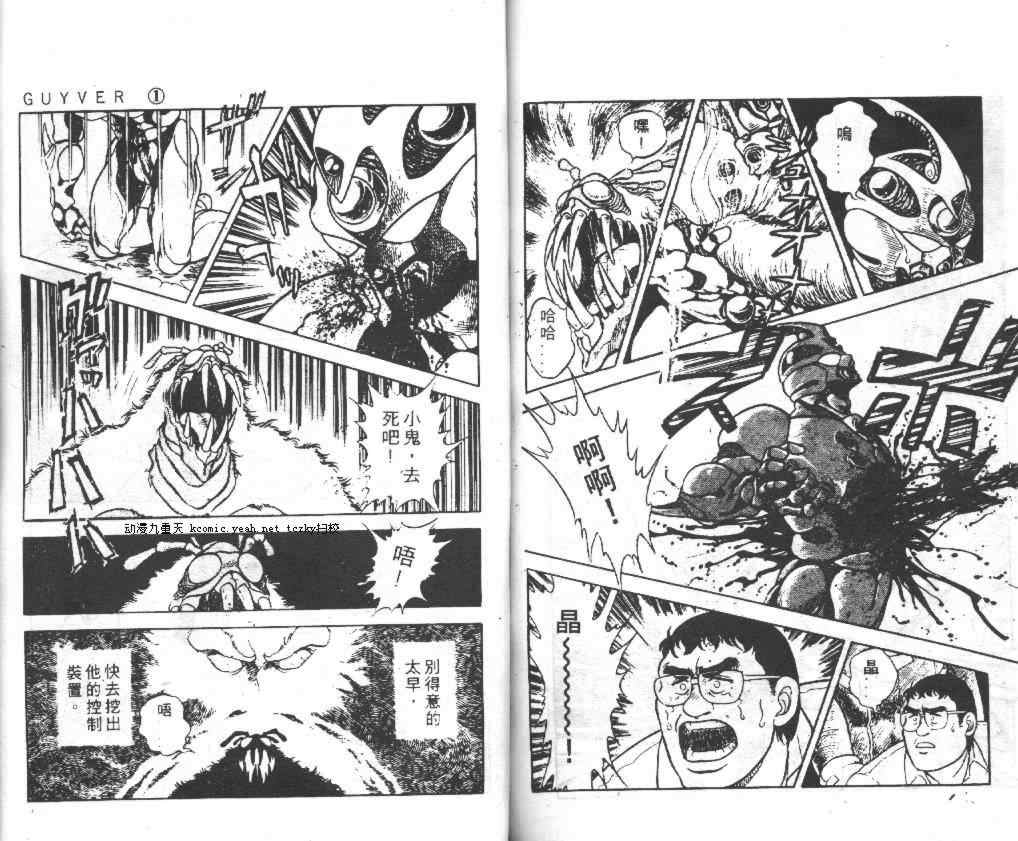 嗚……
嘿！
哈
哈……
啊
啊！
晶……
晶～～～～！
GUYVER ①
ガブ
小鬼，去
死吧！
动漫九重天 kcomic.yeah.net tczky扫校
唔！
別得意的
太早，
唔
快去挖出
他的控制
裝置。